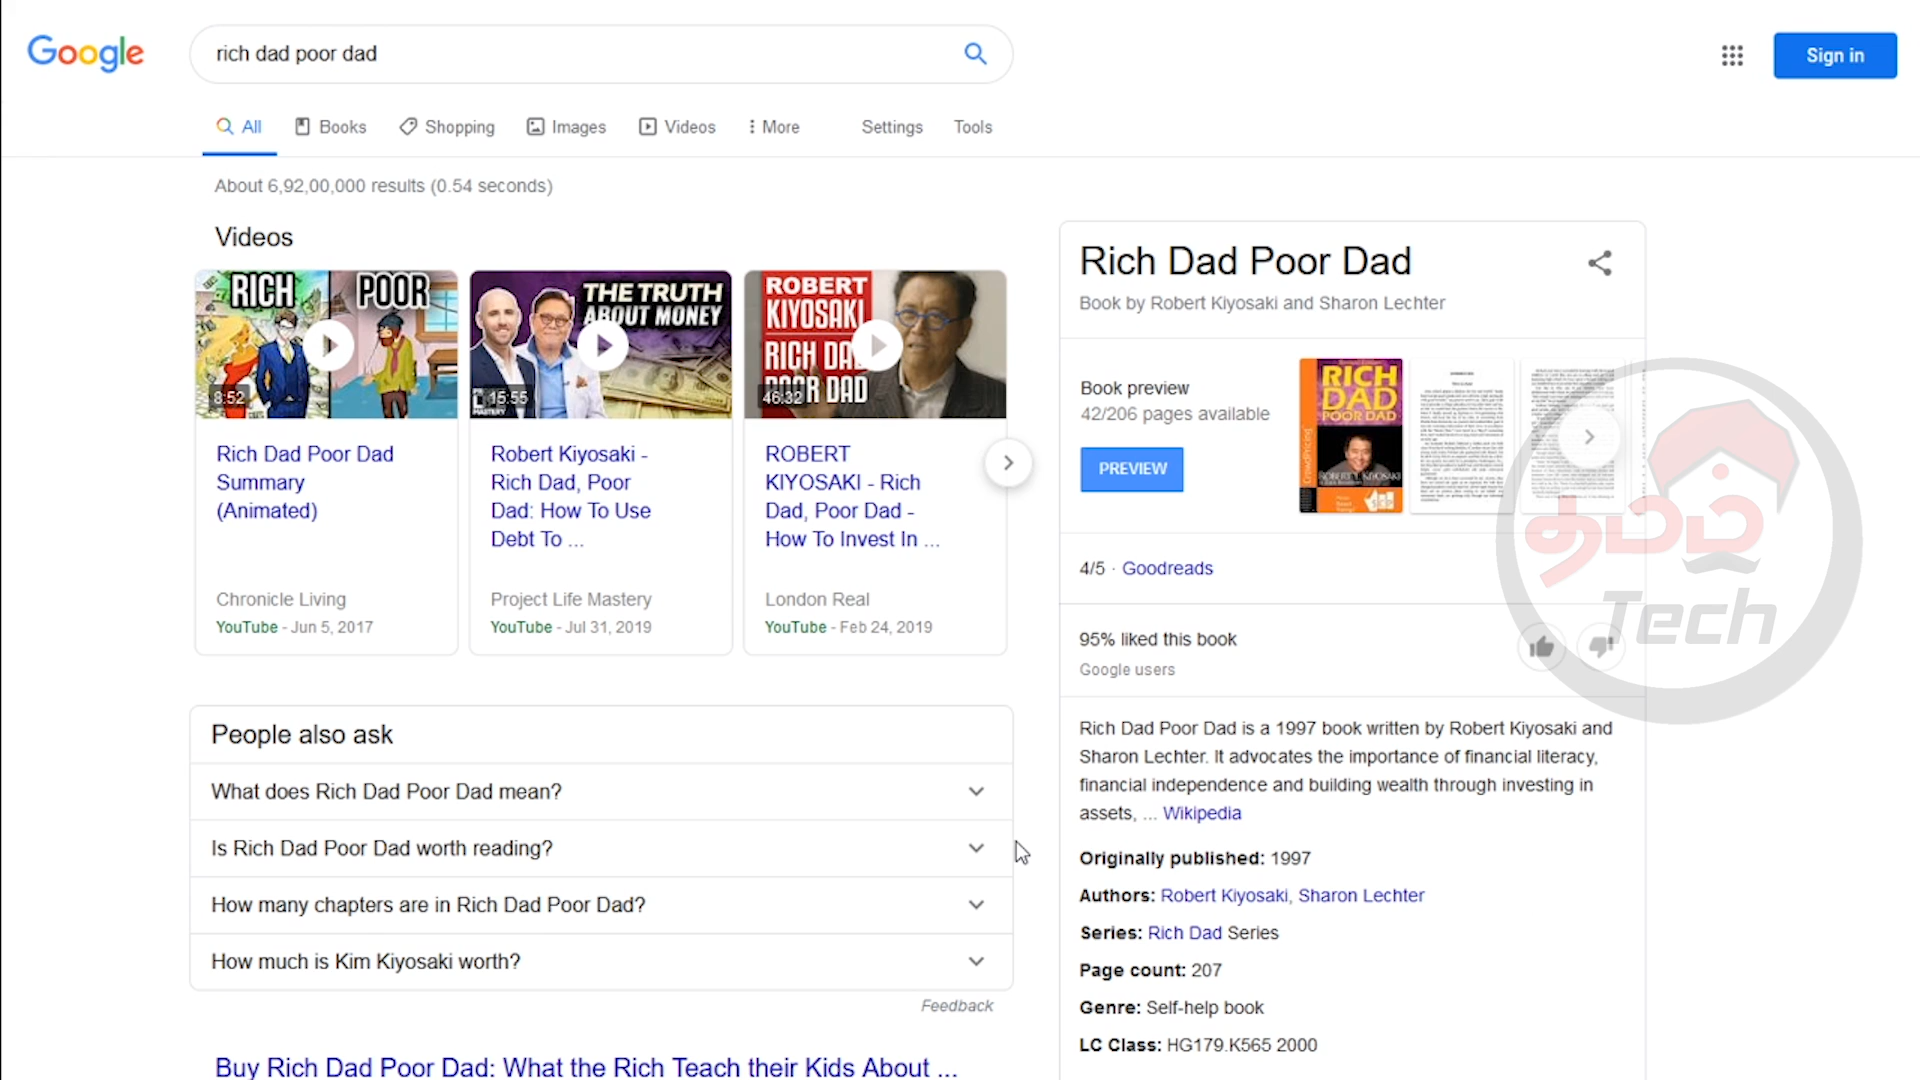 Google
rich dad poor dad
Sign in
All
Books
Shopping
Images
Videos
More
Settings
Tools
About 6,92,00,000 results (0.54 seconds)
Videos
RICH POOR
8:52
Rich Dad Poor Dad
Summary
(Animated)
Chronicle Living
YouTube - Jun 5, 2017
THE TRUTH
ABOUT MONEY
MASTERY
15:55
Robert Kiyosaki -
Rich Dad, Poor
Dad: How To Use
Debt To ...
Project Life Mastery
YouTube - Jul 31, 2019
ROBERT
KIYOSAKI
RICH DAD
POOR DAD
46:32
ROBERT
KIYOSAKI - Rich
Dad, Poor Dad -
How To Invest In ...
London Real
YouTube - Feb 24, 2019
People also ask
What does Rich Dad Poor Dad mean?
Is Rich Dad Poor Dad worth reading?
How many chapters are in Rich Dad Poor Dad?
How much is Kim Kiyosaki worth?
Feedback
Buy Rich Dad Poor Dad: What the Rich Teach their Kids About ...
Rich Dad Poor Dad
Book by Robert Kiyosaki and Sharon Lechter
Book preview
42/206 pages available
PREVIEW
RICH
DAD
POOR DAD
ROBERT T. KIYOSAKI
4/5 · Goodreads
95% liked this book
Google users
Rich Dad Poor Dad is a 1997 book written by Robert Kiyosaki and
Sharon Lechter. It advocates the importance of financial literacy,
financial independence and building wealth through investing in
assets, ... Wikipedia
Originally published: 1997
Authors: Robert Kiyosaki, Sharon Lechter
Series: Rich Dad Series
Page count: 207
Genre: Self-help book
LC Class: HG179.K565 2000
தமிழ்
Tech